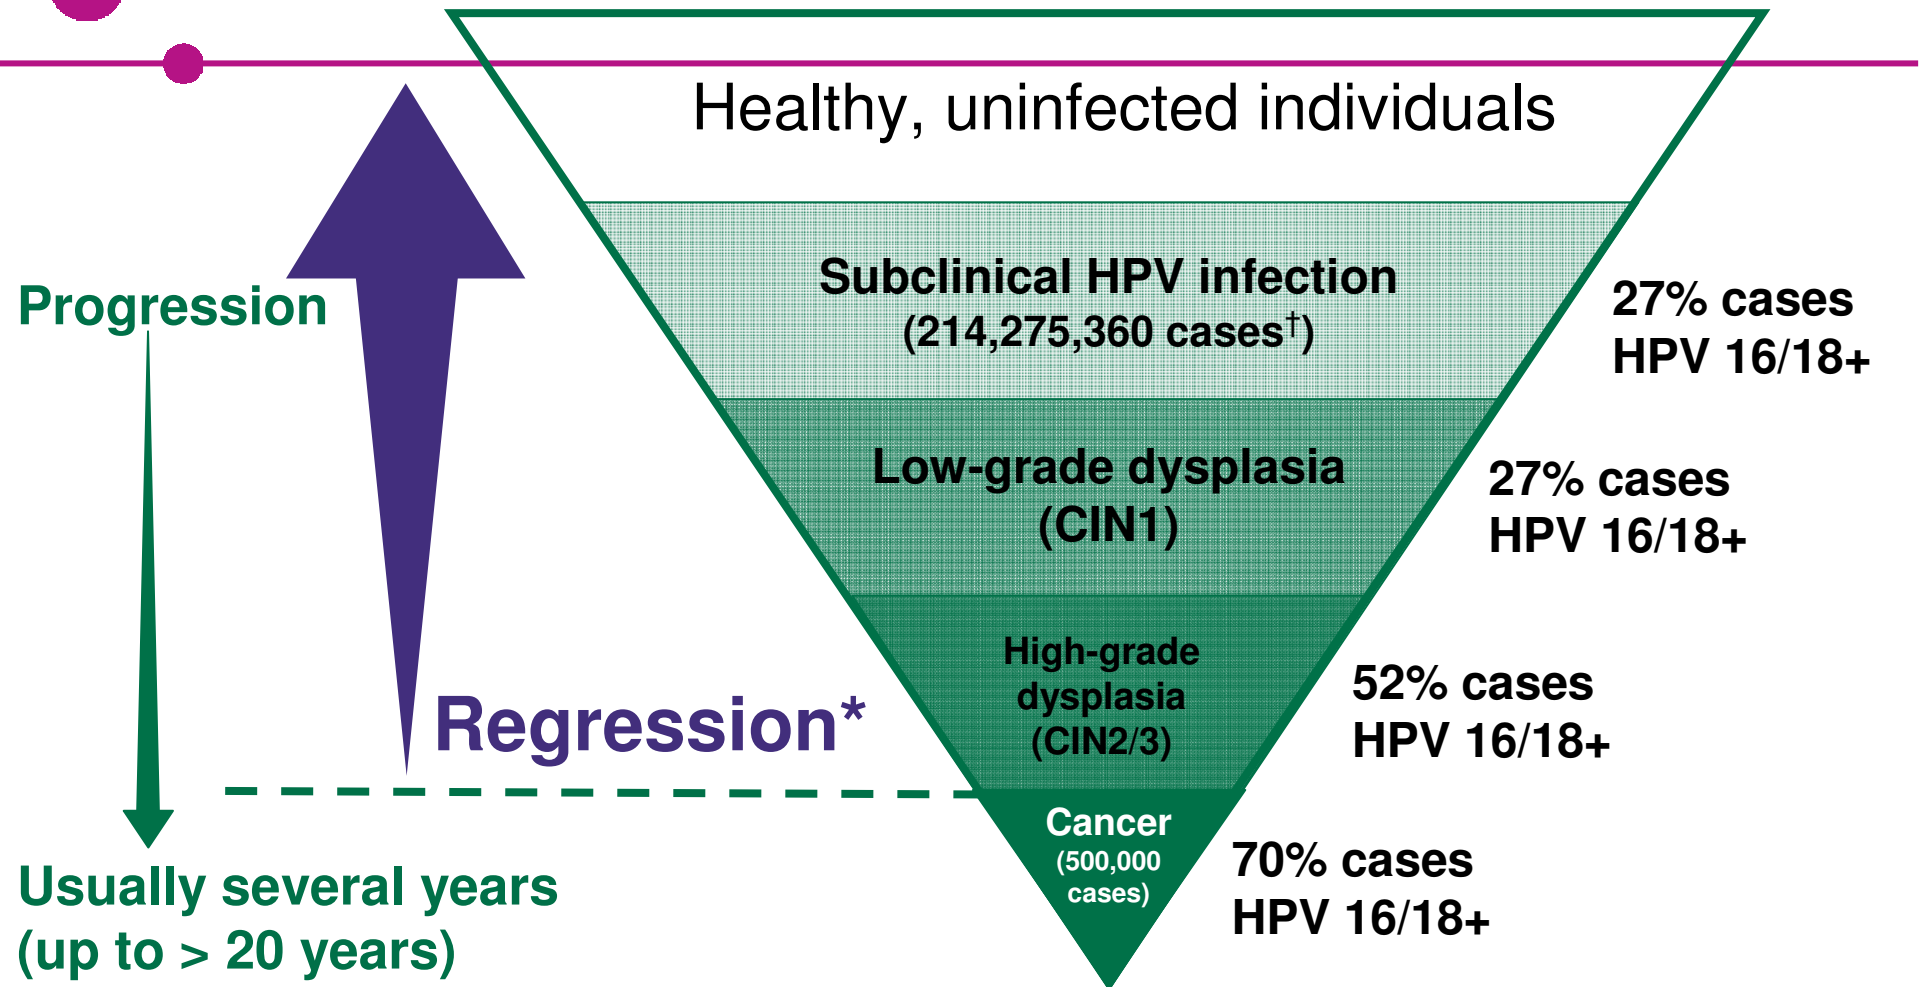 Healthy, uninfected individuals
Subclinical HPV infection
(214,275,360 cases†)
27% cases
HPV 16/18+
Progression
Low-grade dysplasia
(CIN1)
27% cases
HPV 16/18+
High-grade
dysplasia
(CIN2/3)
52% cases
HPV 16/18+
Regression*
Cancer
(500,000
cases)
70% cases
HPV 16/18+
Usually several years
(up to > 20 years)